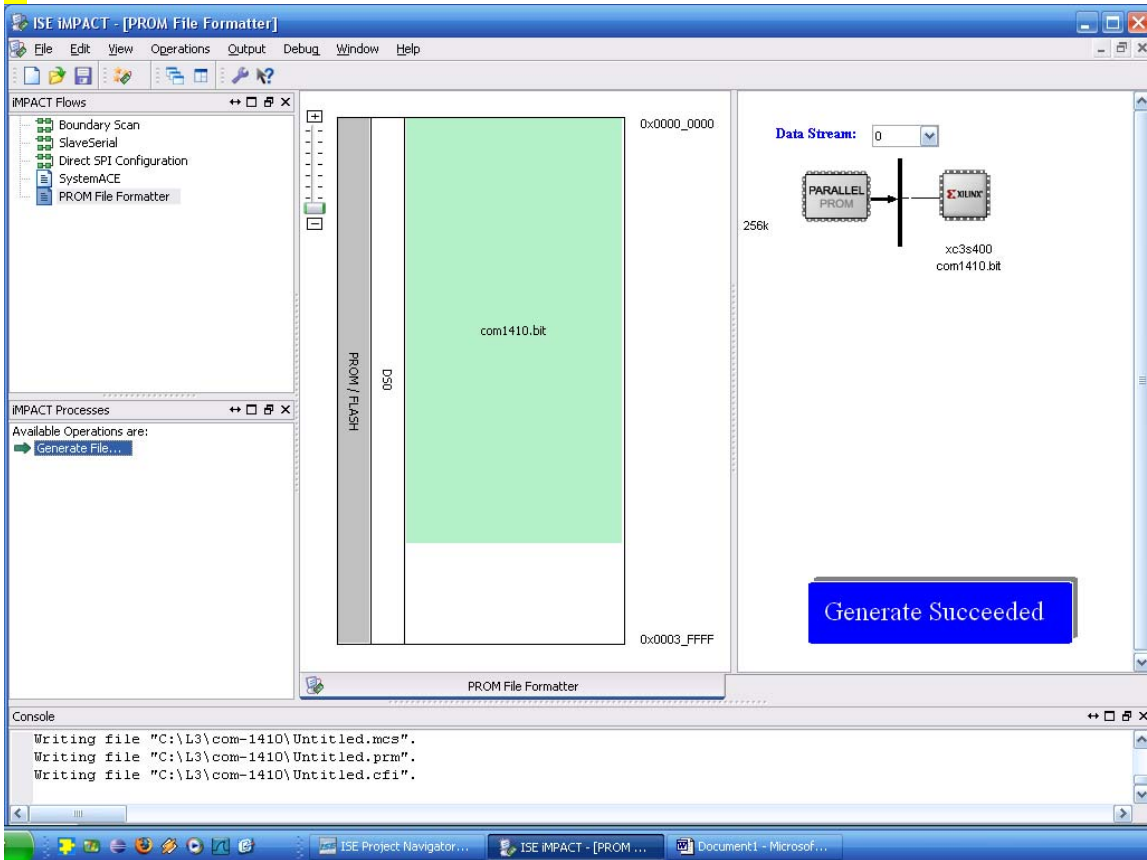 ISE iMPACT - [PROM File Formatter]
File Edit View Operations Output Debug Window Help
iMPACT Flows
Boundary Scan
SlaveSerial
Direct SPI Configuration
SystemACE
PROM File Formatter
iMPACT Processes
Available Operations are:
Generate File...
PROM / FLASH
DS0
com1410.bit
0x0000_0000
0x0003_FFFF
PROM File Formatter
Data Stream: 0
256k
PARALLEL
PROM
XILINX
xc3s400
com1410.bit
Generate Succeeded
Console
Writing file "C:\L3\com-1410\Untitled.mcs".
Writing file "C:\L3\com-1410\Untitled.prm".
Writing file "C:\L3\com-1410\Untitled.cfi".
ISE Project Navigator... ISE iMPACT - [PROM ... Document1 - Microsof...